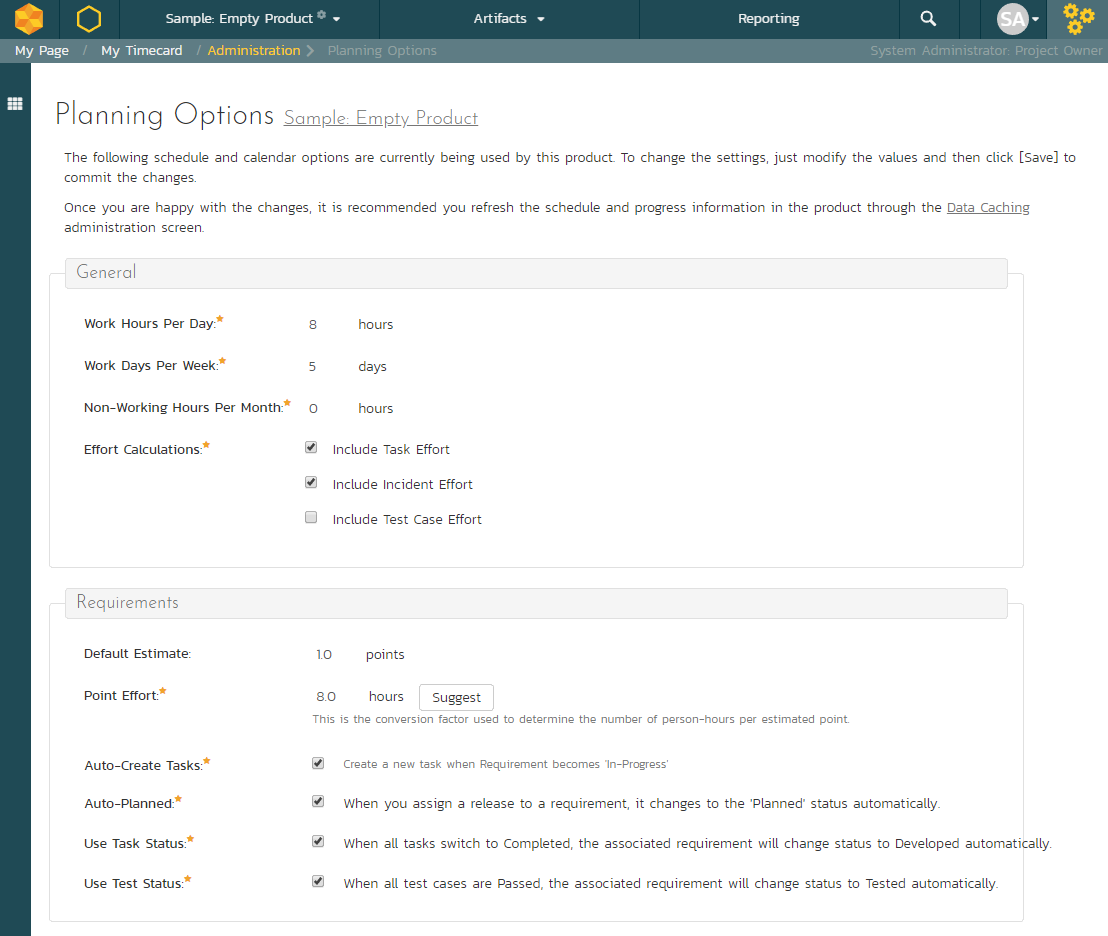 Sample: Empty Product
Artifacts
Reporting
SA
My Page / My Timecard / Administration Planning Options
System Administrator: Project Owner
Planning Options Sample: Empty Product
The following schedule and calendar options are currently being used by this product. To change the settings, just modify the values and then click [Save] to
commit the changes.
Once you are happy with the changes, it is recommended you refresh the schedule and progress information in the product through the Data Caching
administration screen.
General
Work Hours Per Day: 8 hours
Work Days Per Week: 5 days
Non-Working Hours Per Month: 0 hours
Effort Calculations: Include Task Effort
Include Incident Effort
Include Test Case Effort
Requirements
Default Estimate: 1.0 points
Point Effort: 8.0 hours Suggest
This is the conversion factor used to determine the number of person-hours per estimated point.
Auto-Create Tasks: Create a new task when Requirement becomes 'In-Progress'
Auto-Planned: When you assign a release to a requirement, it changes to the 'Planned' status automatically.
Use Task Status: When all tasks switch to Completed, the associated requirement will change status to Developed automatically.
Use Test Status: When all test cases are Passed, the associated requirement will change status to Tested automatically.